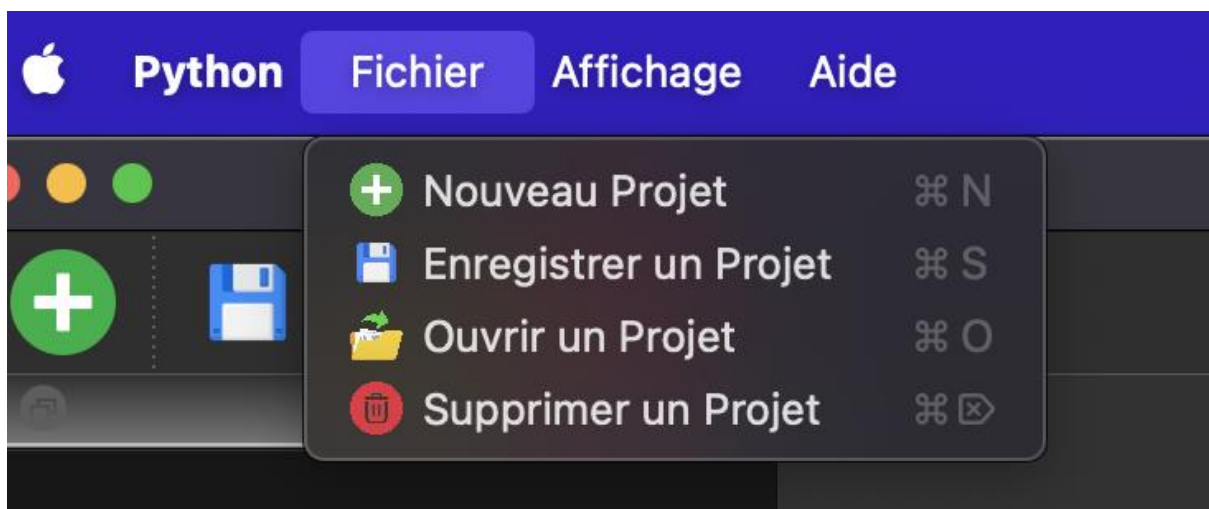 Python Fichier Affichage Aide
Nouveau Projet ⌘ N
Enregistrer un Projet ⌘ S
Ouvrir un Projet ⌘ O
Supprimer un Projet ⌘ ⌦